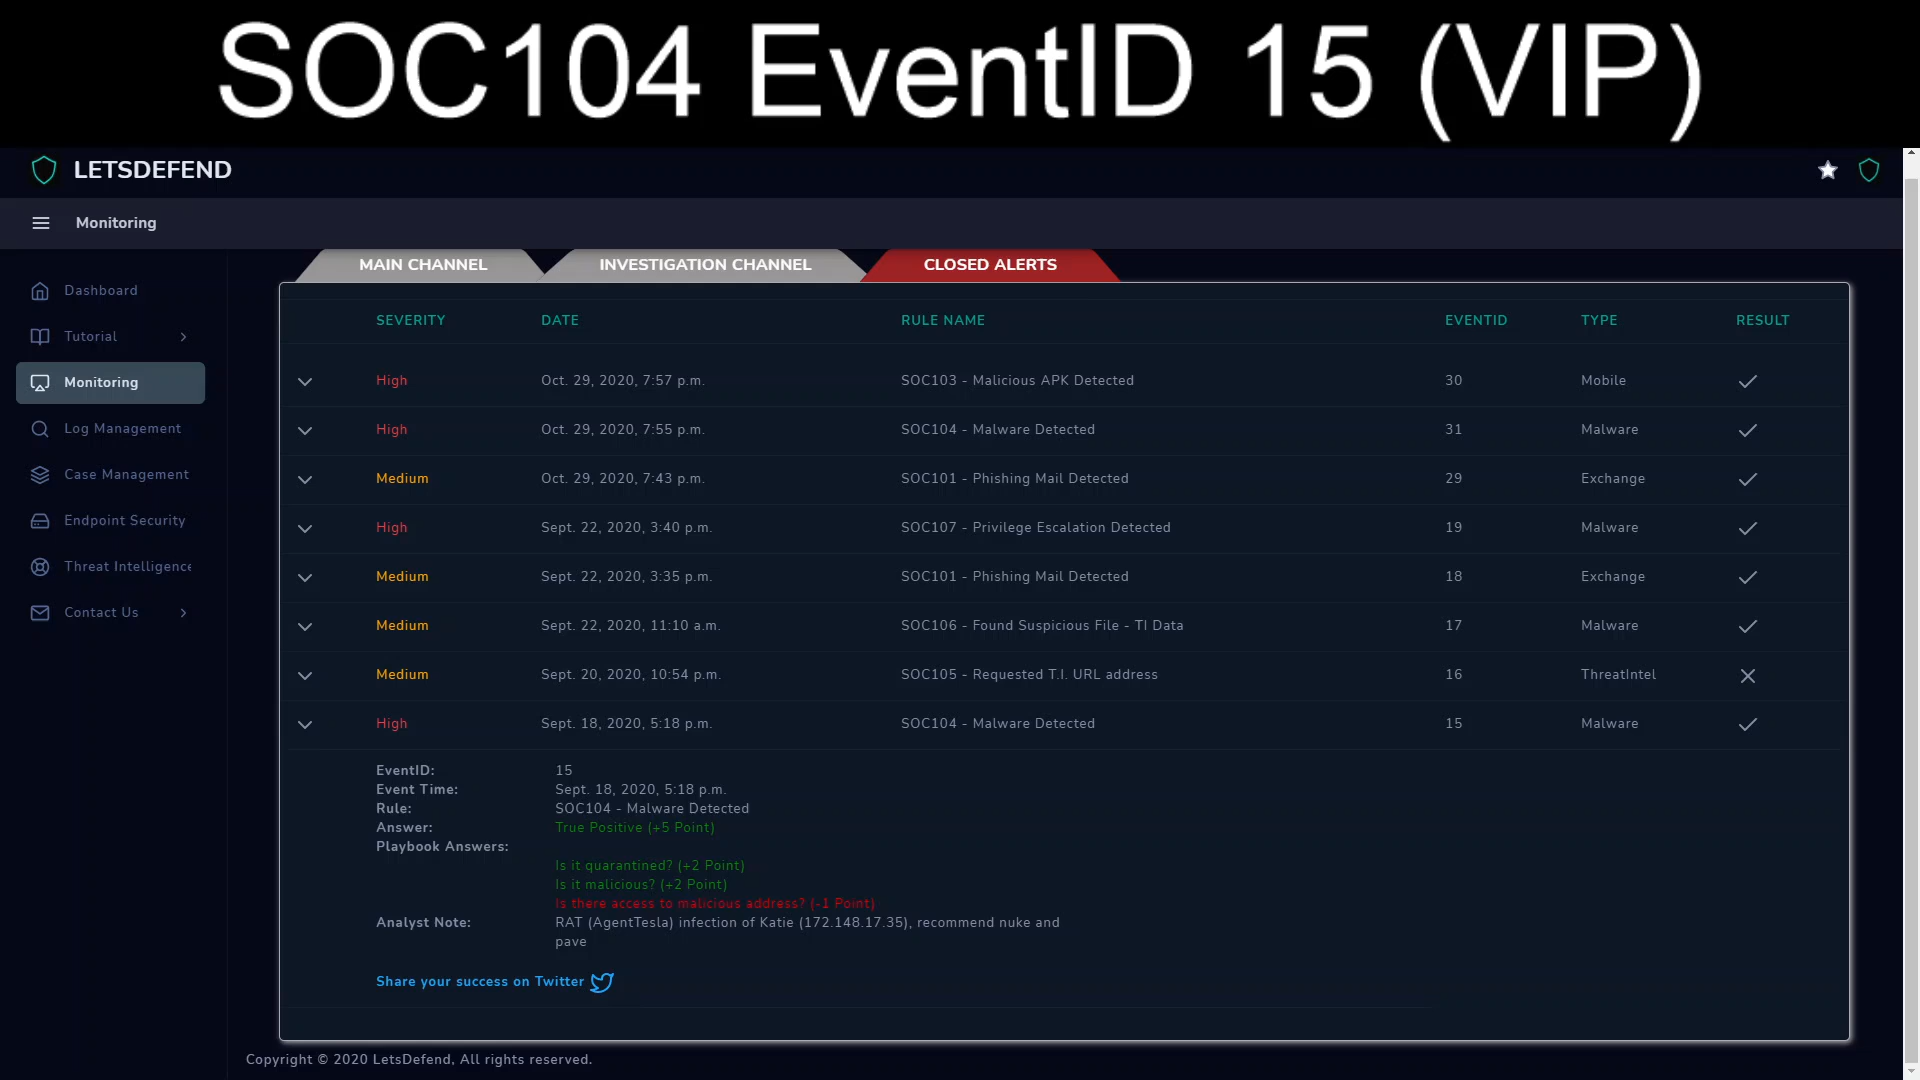 SOC104 EventID 15 (VIP)
LETSDEFEND
Monitoring
Dashboard
Tutorial
Monitoring
Log Management
Case Management
Endpoint Security
Threat Intelligence
Contact Us
MAIN CHANNEL INVESTIGATION CHANNEL CLOSED ALERTS
SEVERITY DATE RULE NAME EVENTID TYPE RESULT
High Oct. 29, 2020, 7:57 p.m. SOC103 - Malicious APK Detected 30 Mobile
High Oct. 29, 2020, 7:55 p.m. SOC104 - Malware Detected 31 Malware
Medium Oct. 29, 2020, 7:43 p.m. SOC101 - Phishing Mail Detected 29 Exchange
High Sept. 22, 2020, 3:40 p.m. SOC107 - Privilege Escalation Detected 19 Malware
Medium Sept. 22, 2020, 3:35 p.m. SOC101 - Phishing Mail Detected 18 Exchange
Medium Sept. 22, 2020, 11:10 a.m. SOC106 - Found Suspicious File - TI Data 17 Malware
Medium Sept. 20, 2020, 10:54 p.m. SOC105 - Requested T.I. URL address 16 ThreatIntel
High Sept. 18, 2020, 5:18 p.m. SOC104 - Malware Detected 15 Malware
EventID: 15
Event Time: Sept. 18, 2020, 5:18 p.m.
Rule: SOC104 - Malware Detected
Answer: True Positive (+5 Point)
Playbook Answers:
Is it quarantined? (+2 Point)
Is it malicious? (+2 Point)
Is there access to malicious address? (-1 Point)
Analyst Note: RAT (AgentTesla) infection of Katie (172.148.17.35), recommend nuke and
pave
Share your success on Twitter
Copyright © 2020 LetsDefend, All rights reserved.